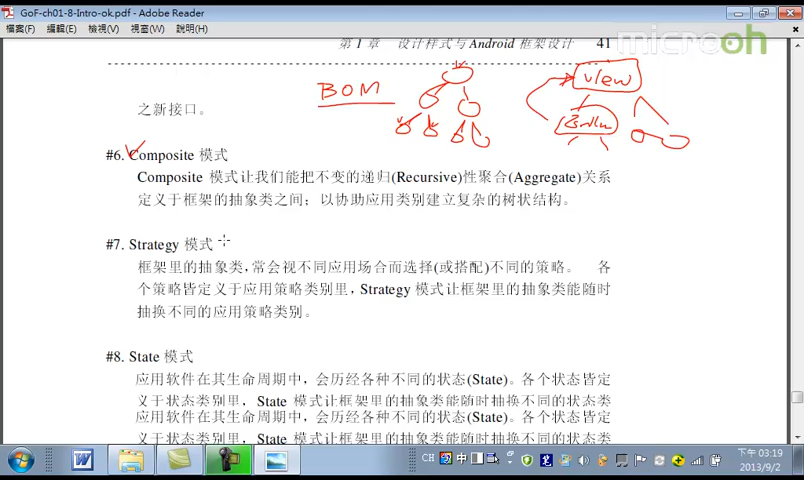 GoF-ch01-8-Intro-ok.pdf - Adobe Reader
檔案(F) 編輯(E) 檢視(V) 視窗(W) 說明(H)
microoh
第 1 章 设计样式与 Android 框架设计 41
BOM
view
之新接口。
#6. Composite 模式
Composite 模式让我们能把不变的递归(Recursive)性聚合(Aggregate)关系
定义于框架的抽象类之间；以协助应用类别建立复杂的树状结构。
#7. Strategy 模式
框架里的抽象类，常会视不同应用场合而选择(或搭配)不同的策略。 各
个策略皆定义于应用策略类别里，Strategy 模式让框架里的抽象类能随时
抽换不同的应用策略类别。
#8. State 模式
应用软件在其生命周期中，会历经各种不同的状态(State)。各个状态皆定
义于状态类别里，State 模式让框架里的抽象类能随时抽换不同的状态类
应用软件在其生命周期中，会历经各种不同的状态(State)。各个状态皆定
义于状态类别里，State 模式让框架里的抽象类能随时抽换不同的状态类
CH 中 下午 03:19
2013/9/2